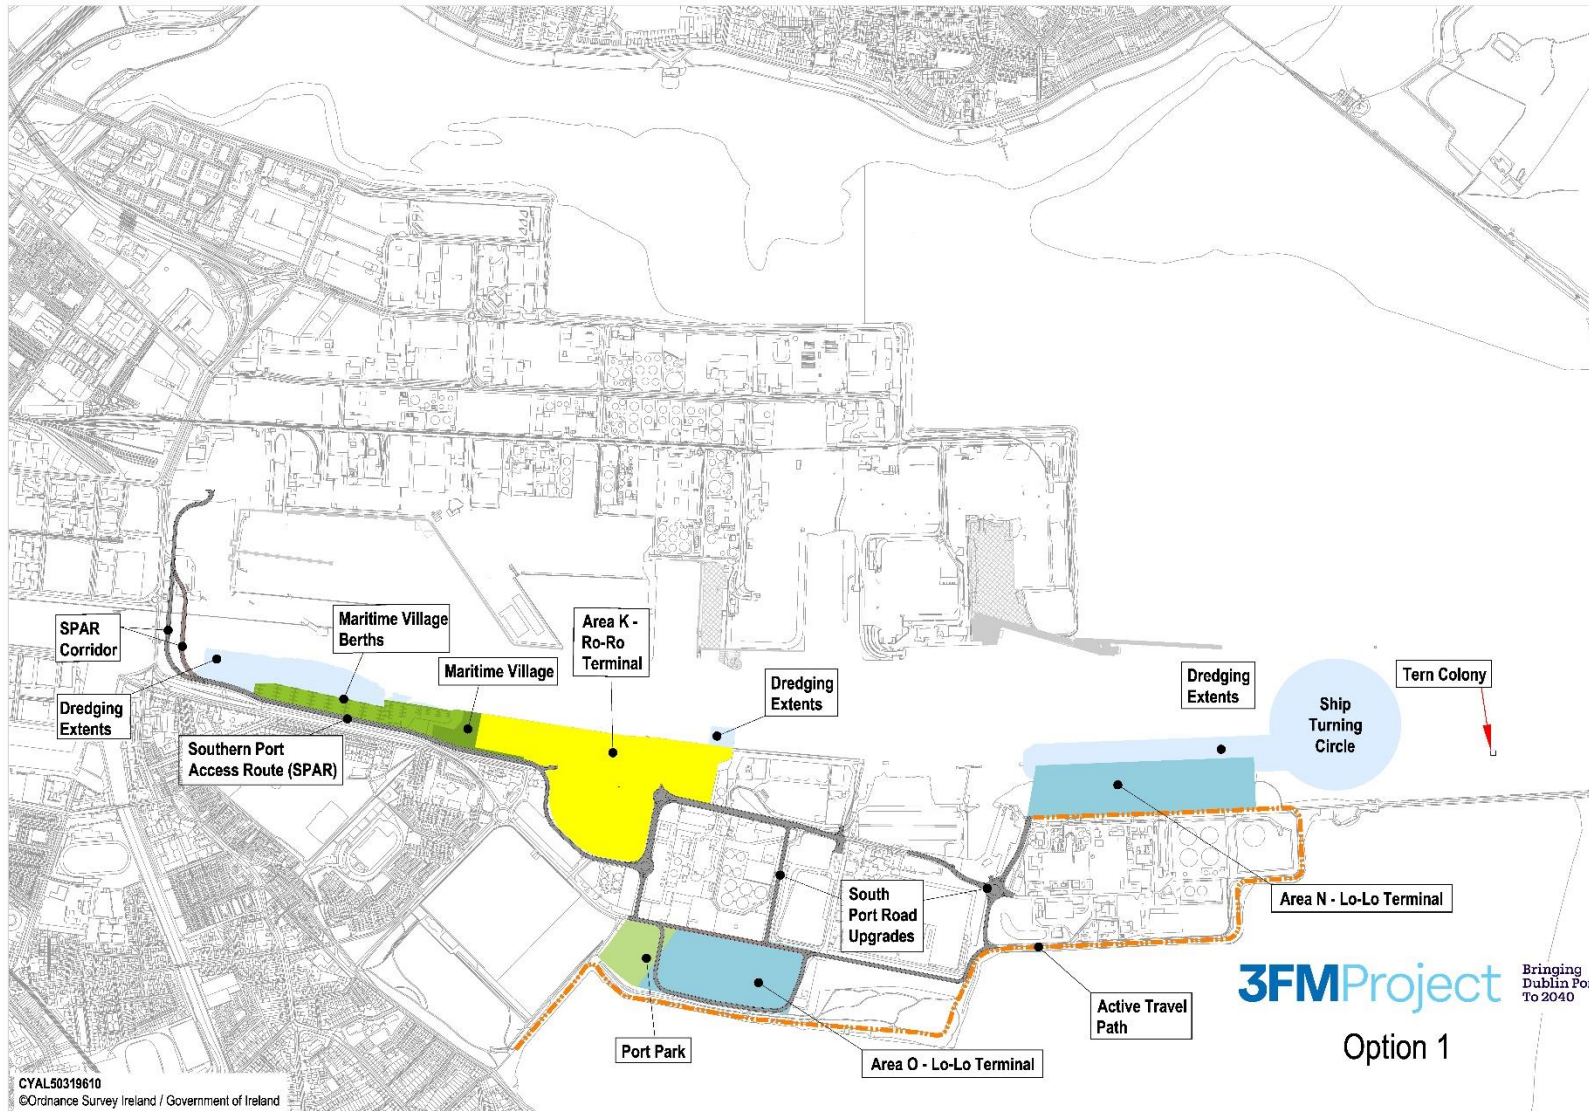 SPAR
Corridor
Maritime Village
Berths
Area K -
Ro-Ro
Terminal
Maritime Village
Dredging
Extents
Southern Port
Access Route (SPAR)
Dredging
Extents
Dredging
Extents
Ship
Turning
Circle
Tern Colony
South
Port Road
Upgrades
Area N - Lo-Lo Terminal
Active Travel
Path
Port Park
Area O - Lo-Lo Terminal
3FMProject
Bringing
Dublin Po
To 2040
Option 1
CYAL50319610
©Ordnance Survey Ireland / Government of Ireland